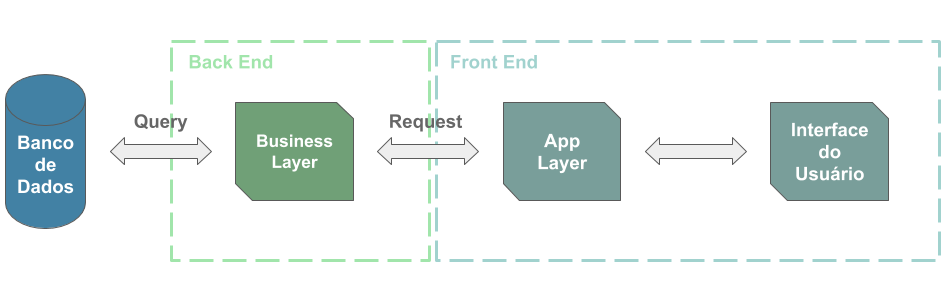 Back End
Front End
Query
Request
Banco
de
Dados
Business
Layer
App
Layer
Interface
do
Usuário